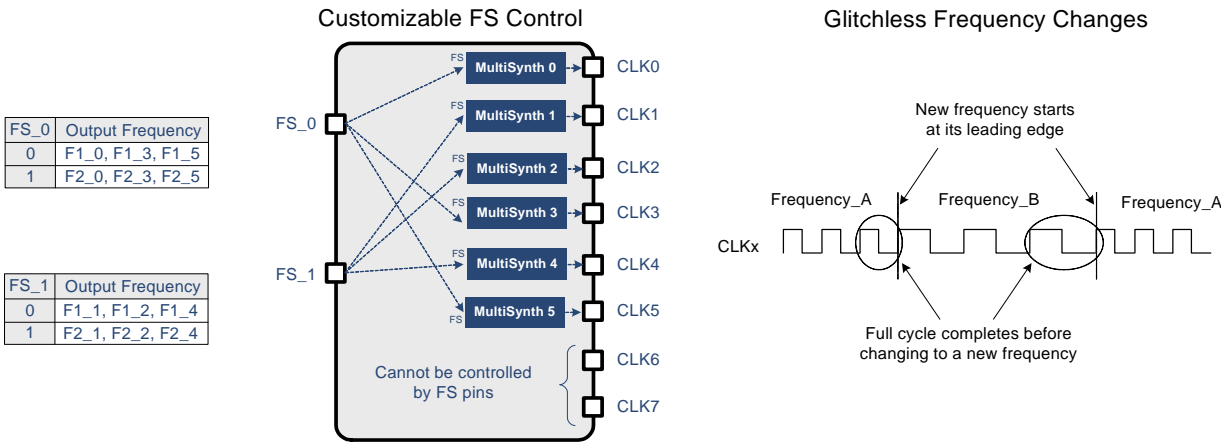 Customizable FS Control
Glitchless Frequency Changes
FS_0 Output Frequency
0 F1_0, F1_3, F1_5
1 F2_0, F2_3, F2_5
FS_1 Output Frequency
0 F1_1, F1_2, F1_4
1 F2_1, F2_2, F2_4
FS_0
FS_1
FS MultiSynth 0 CLK0
FS MultiSynth 1 CLK1
FS MultiSynth 2 CLK2
FS MultiSynth 3 CLK3
FS MultiSynth 4 CLK4
FS MultiSynth 5 CLK5
Cannot be controlled
by FS pins
CLK6
CLK7
New frequency starts
at its leading edge
Frequency_A Frequency_B Frequency_A
CLKx
Full cycle completes before
changing to a new frequency